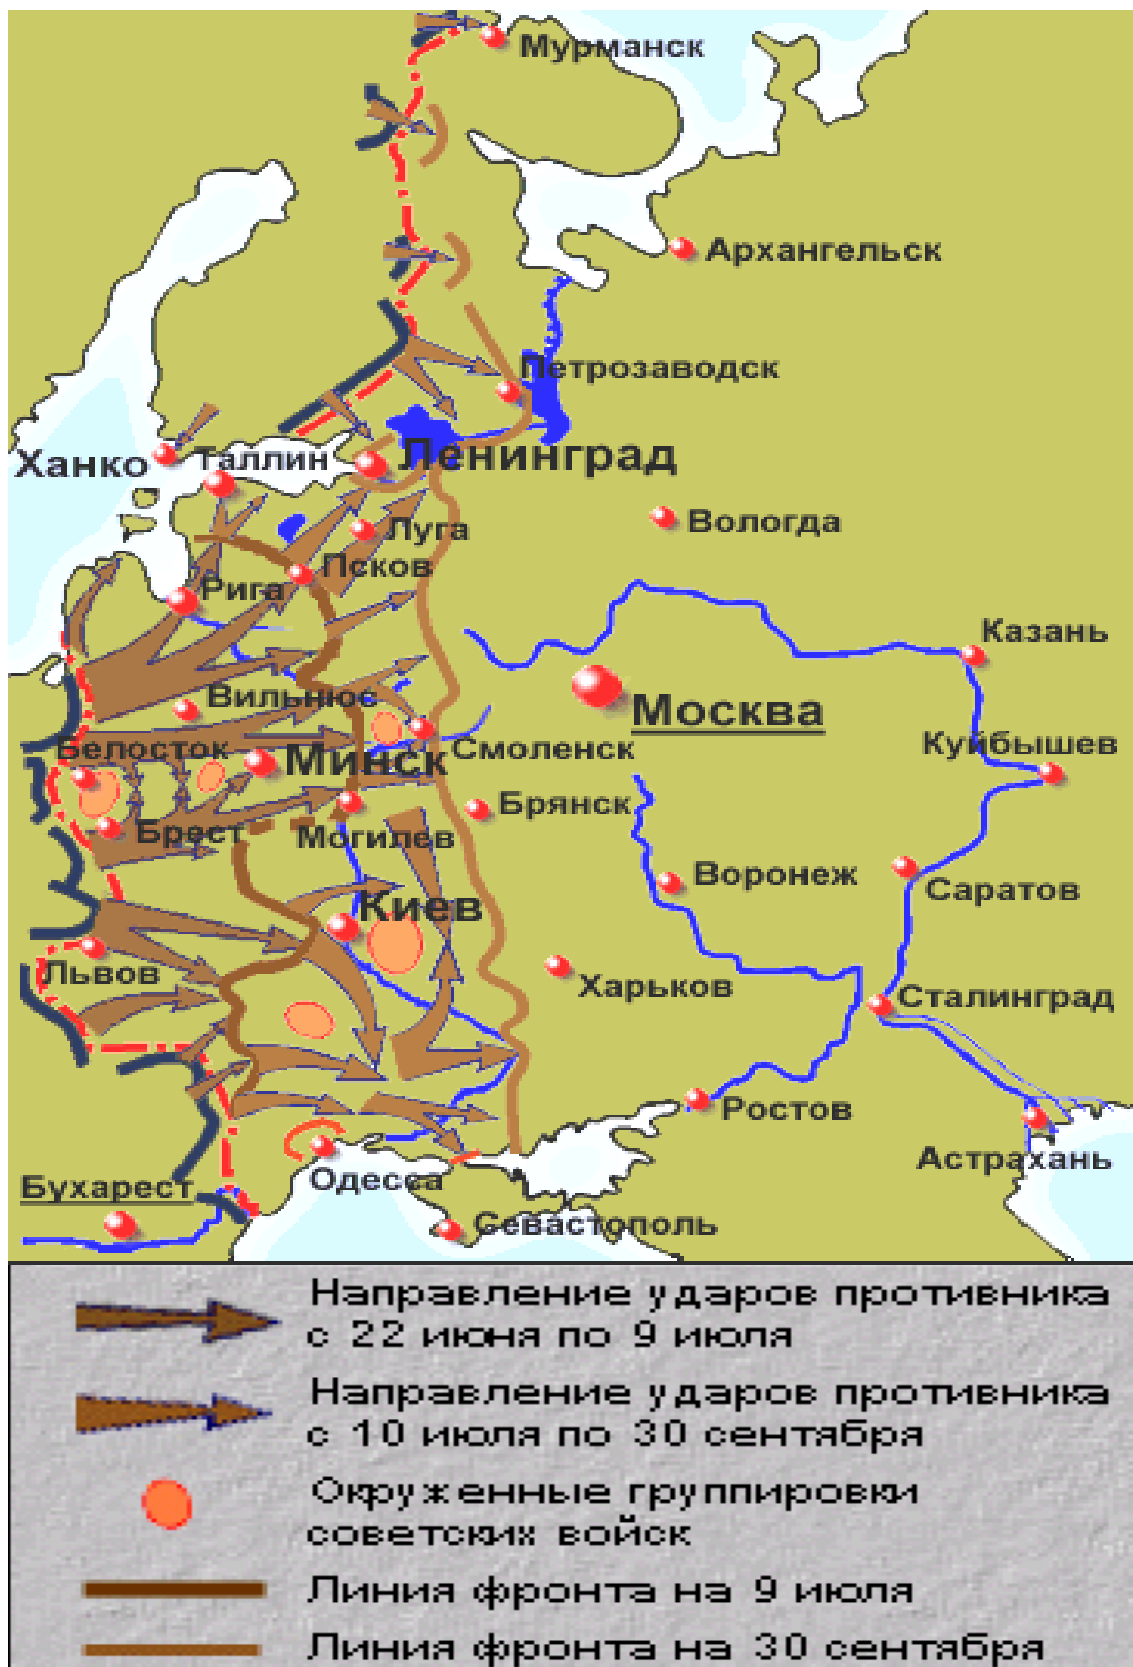 Мурманск
Архангельск
Петрозаводск
Ханко
Таллин
Ленинград
Вологда
Луга
Псков
Рига
Казань
Вильнюс
Москва
Белосток
Минск
Смоленск
Куйбышев
Брянск
Брест
Могилев
Воронеж
Саратов
Киев
Львов
Харьков
Сталинград
Ростов
Астрахань
Одесса
Бухарест
Севастополь
Направление ударов противника
с 22 июня по 9 июля
Направление ударов противника
с 10 июля по 30 сентября
Окруженные группировки
советских войск
Линия фронта на 9 июля
Линия фронта на 30 сентября